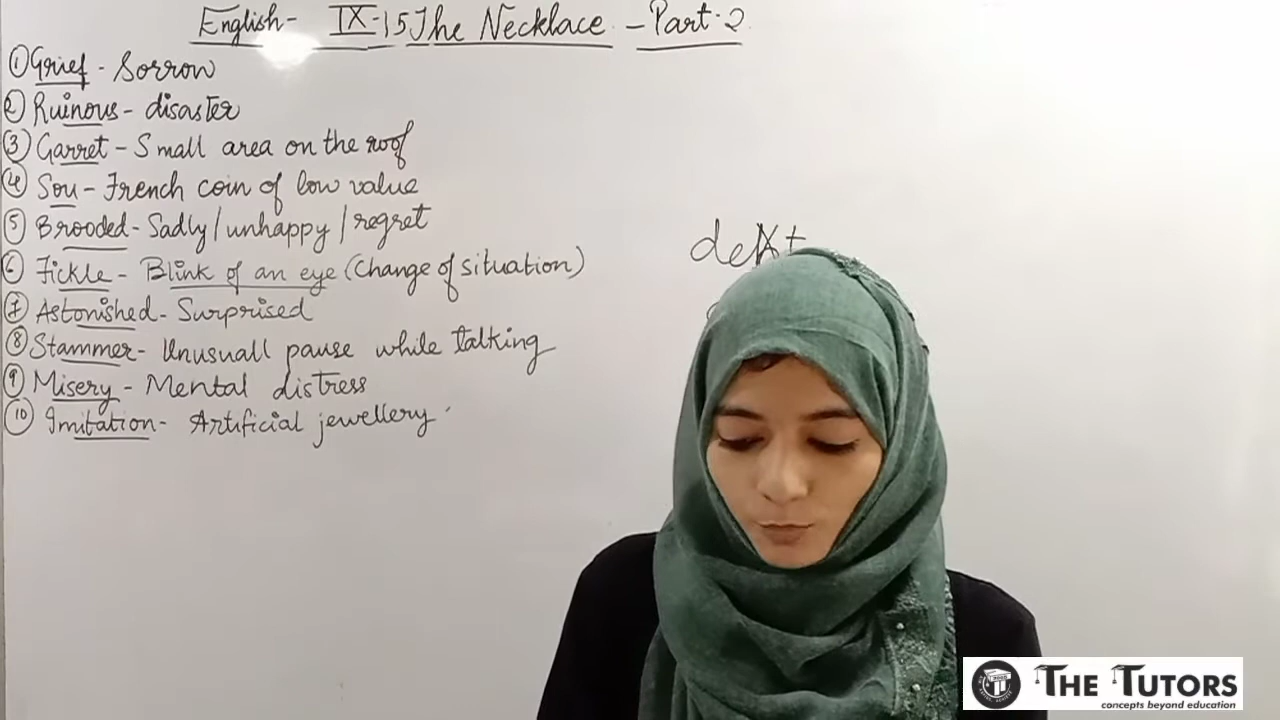 English- IX-15 The Necklace - Part-2
① Grief - Sorrow
② Ruinous - disaster
③ Garret - Small area on the roof
④ Sou - French coin of low value
⑤ Brooded - Sadly/unhappy/regret
⑥ Fickle - Blink of an eye (Change of situation)
⑦ Astonished - Surprised
⑧ Stammer - Unusuall pause while talking
⑨ Misery - Mental distress
⑩ Imitation - Artificial jewellery
THE TUTORS
concepts beyond education